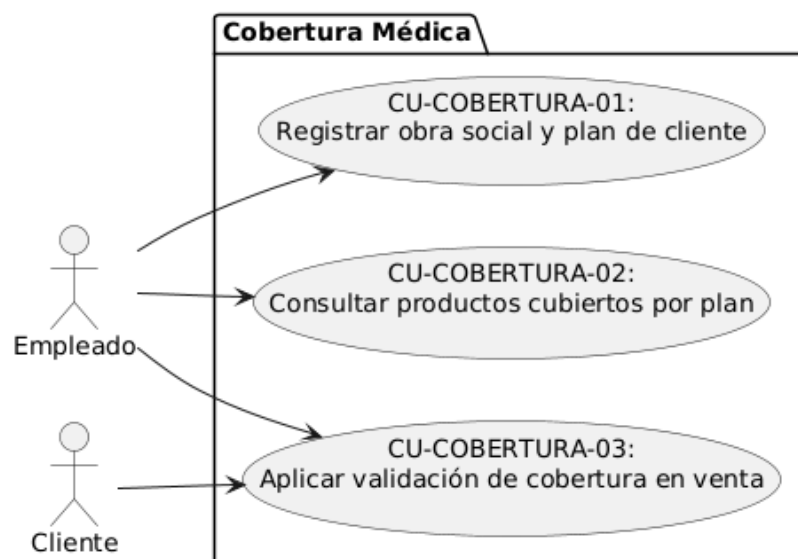 Cobertura Médica
CU-COBERTURA-01:
Registrar obra social y plan de cliente
CU-COBERTURA-02:
Consultar productos cubiertos por plan
Empleado
CU-COBERTURA-03:
Aplicar validación de cobertura en venta
Cliente